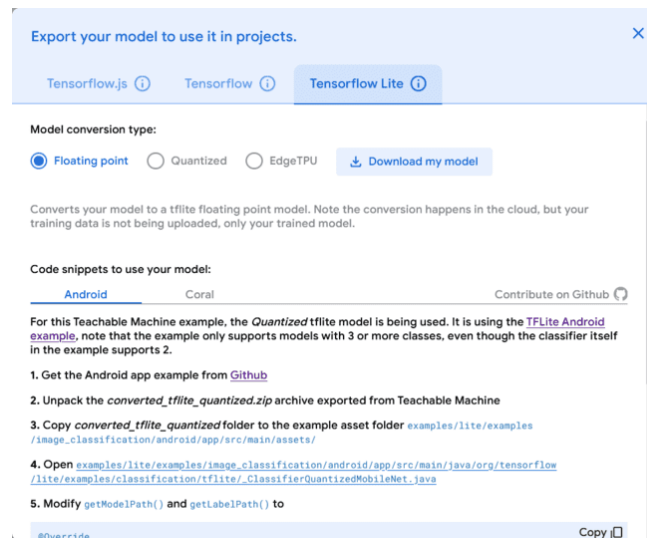 Export your model to use it in projects.
Tensorflow.js Tensorflow Tensorflow Lite
Model conversion type:
Floating point Quantized EdgeTPU Download my model
Converts your model to a tflite floating point model. Note the conversion happens in the cloud, but your
training data is not being uploaded, only your trained model.
Code snippets to use your model:
Android Coral Contribute on Github
For this Teachable Machine example, the Quantized tflite model is being used. It is using the TFLite Android
example, note that the example only supports models with 3 or more classes, even though the classifier itself
in the example supports 2.
1. Get the Android app example from Github
2. Unpack the converted_tflite_quantized.zip archive exported from Teachable Machine
3. Copy converted_tflite_quantized folder to the example asset folder examples/lite/examples
/image_classification/android/app/src/main/assets/
4. Open examples/lite/examples/image_classification/android/app/src/main/java/org/tensorflow
/lite/examples/classification/tflite/_ClassifierQuantizedMobileNet.java
5. Modify getModelPath() and getLabelPath() to
@Override Copy